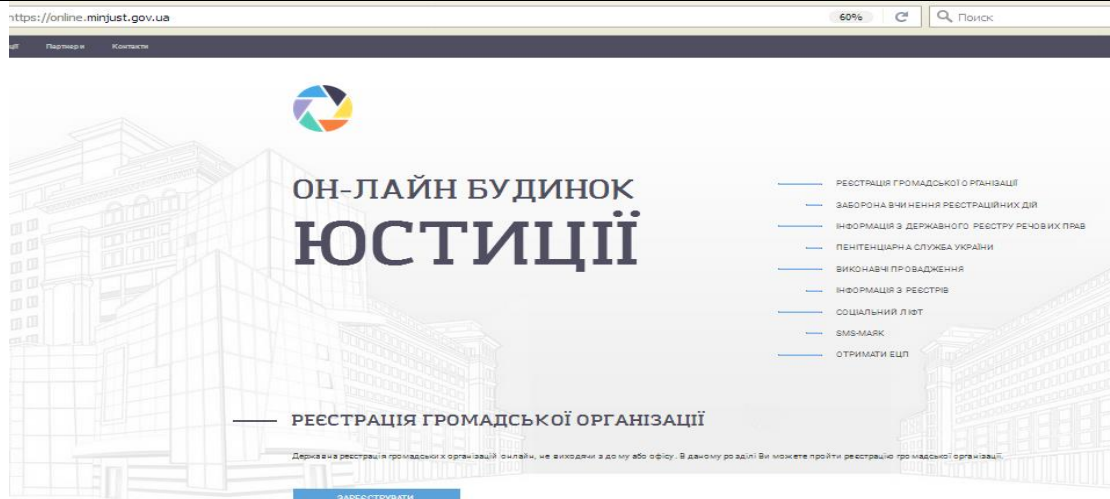 https://online.minjust.gov.ua
60%
Поиск
ції Партнери Контакти
ОН-ЛАЙН БУДИНОК
ЮСТИЦІЇ
РЕЄСТРАЦІЯ ГРОМАДСЬКОЇ ОРГАНІЗАЦІЇ
ЗАБОРОНА ВЧИНЕННЯ РЕЄСТРАЦІЙНИХ ДІЙ
ІНФОРМАЦІЯ З ДЕРЖАВНОГО РЕЄСТРУ РЕЧОВИХ ПРАВ
ПЕНІТЕНЦІАРНА СЛУЖБА УКРАЇНИ
ВИКОНАВЧІ ПРОВАДЖЕННЯ
ІНФОРМАЦІЯ З РЕЄСТРІВ
СОЦІАЛЬНИЙ ЛІФТ
SMS-МАЯК
ОТРИМАТИ ЕЦП
РЕЄСТРАЦІЯ ГРОМАДСЬКОЇ ОРГАНІЗАЦІЇ
Державна реєстрація громадських організацій онлайн, не виходячи з дому або офісу. В даному розділі Ви можете пройти реєстрацію громадської організації.
ЗАРЕЄСТРУВАТИ